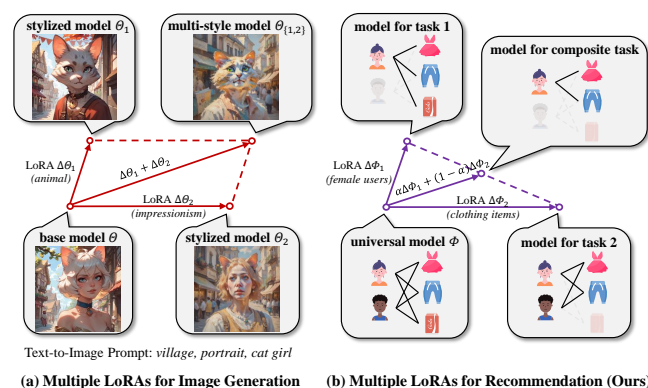 stylized model Θ1
multi-style model Θ{1,2}
LoRA Δθ1
(animal)
Δθ1 + Δθ2
LoRA Δθ2
(impressionism)
base model Θ
stylized model Θ2
Text-to-Image Prompt: village, portrait, cat girl
(a) Multiple LoRAs for Image Generation
model for task 1
model for composite task
LoRA ΔΦ1
(female users)
αΔΦ1 + (1 − α)ΔΦ2
LoRA ΔΦ2
(clothing items)
universal model Φ
model for task 2
(b) Multiple LoRAs for Recommendation (Ours)